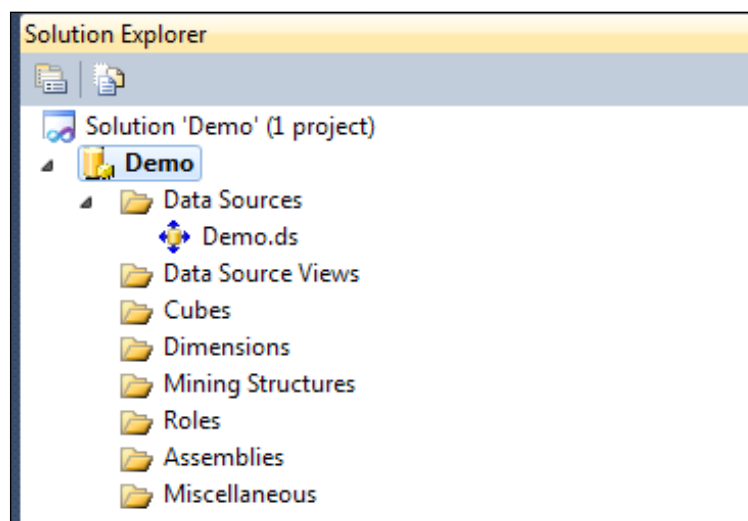 Solution Explorer
Solution 'Demo' (1 project)
Demo
Data Sources
Demo.ds
Data Source Views
Cubes
Dimensions
Mining Structures
Roles
Assemblies
Miscellaneous